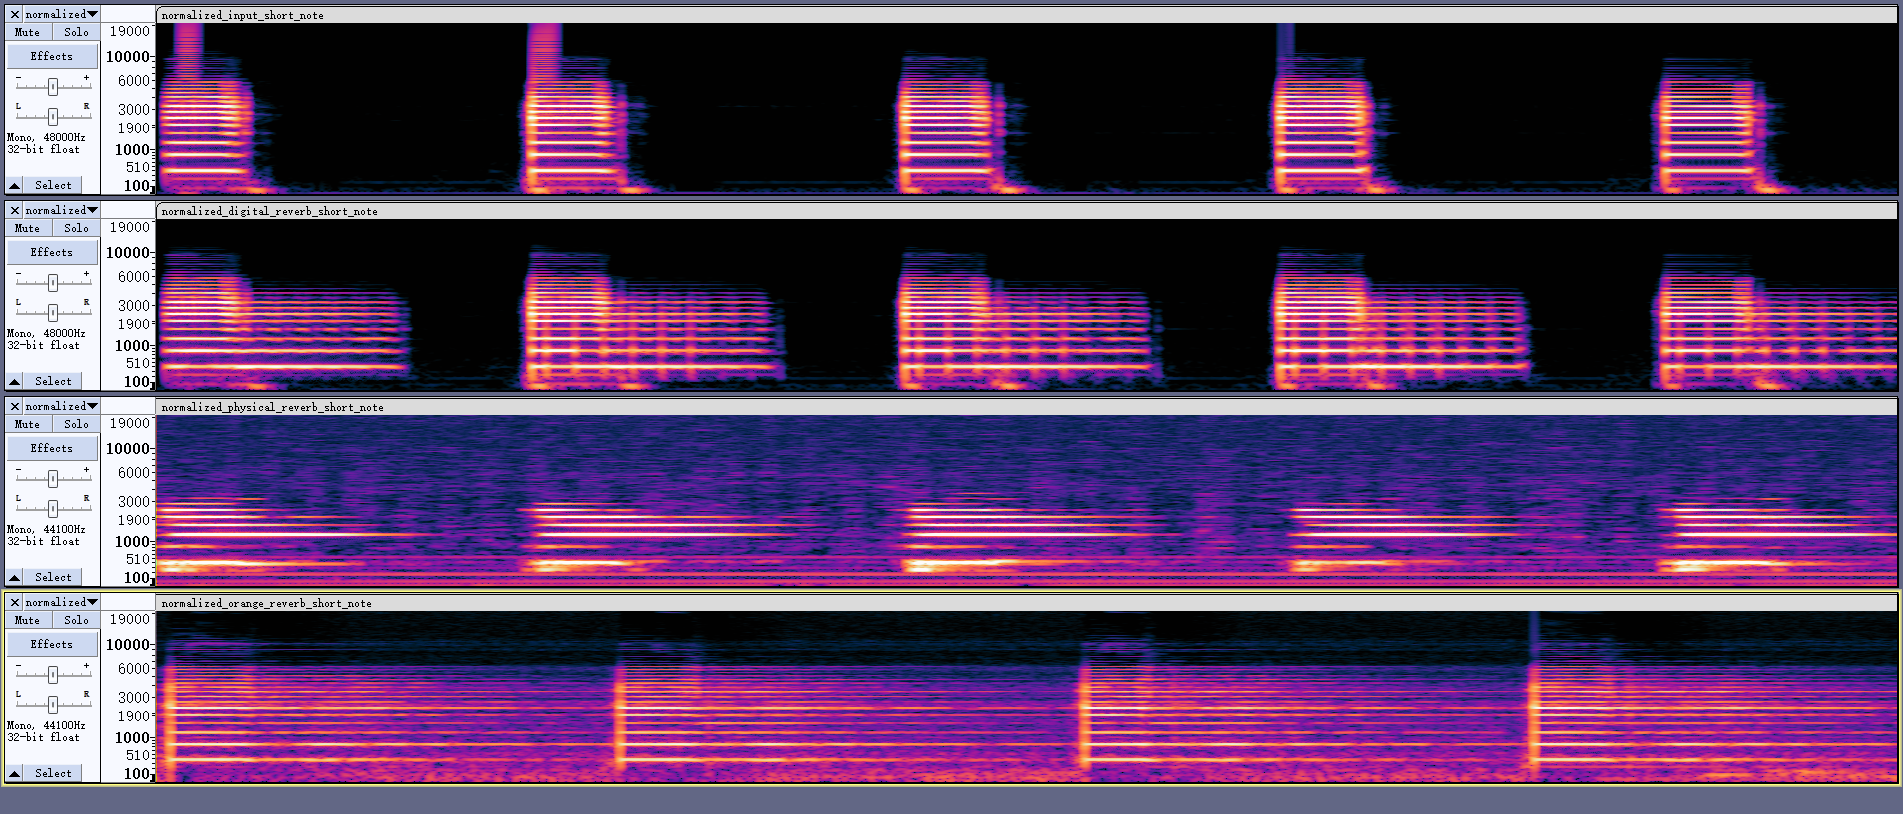 × normalized▼ normalized_input_short_note
Mute Solo
Effects
- +
L R
Mono, 48000Hz
32-bit float
▲ Select
19000
10000
6000
3000
1900
1000
510
100
× normalized▼ normalized_digital_reverb_short_note
Mute Solo
Effects
- +
L R
Mono, 48000Hz
32-bit float
▲ Select
19000
10000
6000
3000
1900
1000
510
100
× normalized▼ normalized_physical_reverb_short_note
Mute Solo
Effects
- +
L R
Mono, 44100Hz
32-bit float
▲ Select
19000
10000
6000
3000
1900
1000
510
100
× normalized▼ normalized_orange_reverb_short_note
Mute Solo
Effects
- +
L R
Mono, 44100Hz
32-bit float
▲ Select
19000
10000
6000
3000
1900
1000
510
100